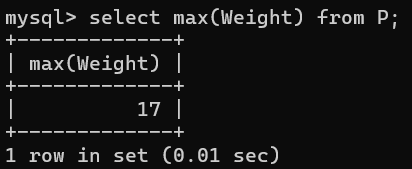 mysql> select max(Weight) from P;
+-------------+
| max(Weight) |
+-------------+
|          17 |
+-------------+
1 row in set (0.01 sec)